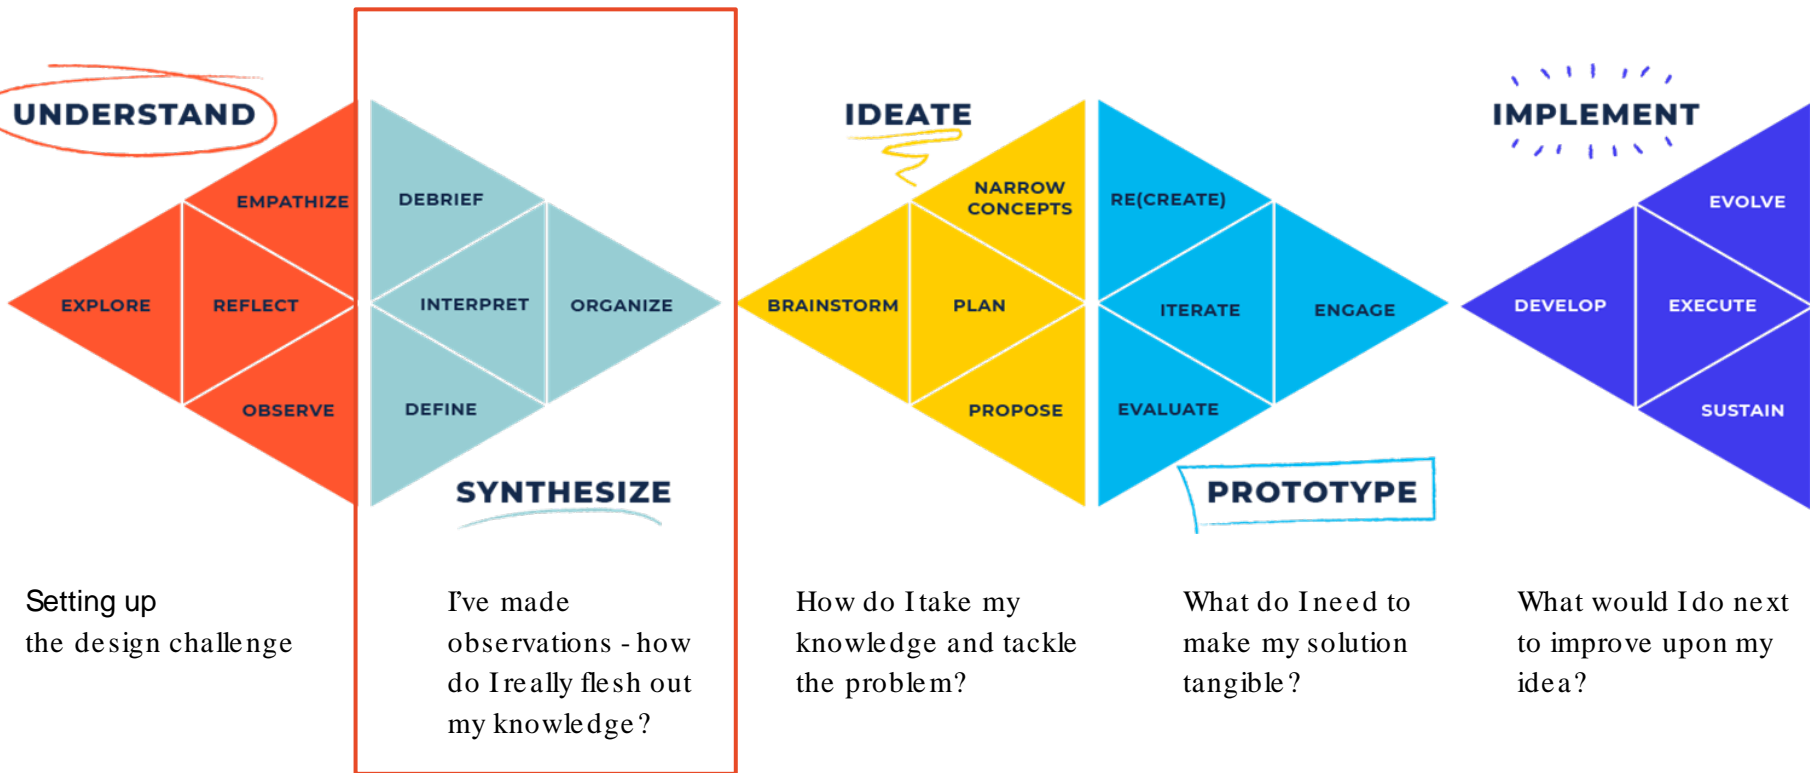 UNDERSTAND
EMPATHIZE
EXPLORE
REFLECT
OBSERVE
DEBRIEF
INTERPRET
ORGANIZE
DEFINE
SYNTHESIZE
IDEATE
NARROW
CONCEPTS
BRAINSTORM
PLAN
PROPOSE
RE(CREATE)
ITERATE
ENGAGE
EVALUATE
PROTOTYPE
IMPLEMENT
EVOLVE
DEVELOP
EXECUTE
SUSTAIN
Setting up
the design challenge
I've made
observations - how
do I really flesh out
my knowledge?
How do I take my
knowledge and tackle
the problem?
What do I need to
make my solution
tangible?
What would I do next
to improve upon my
idea?